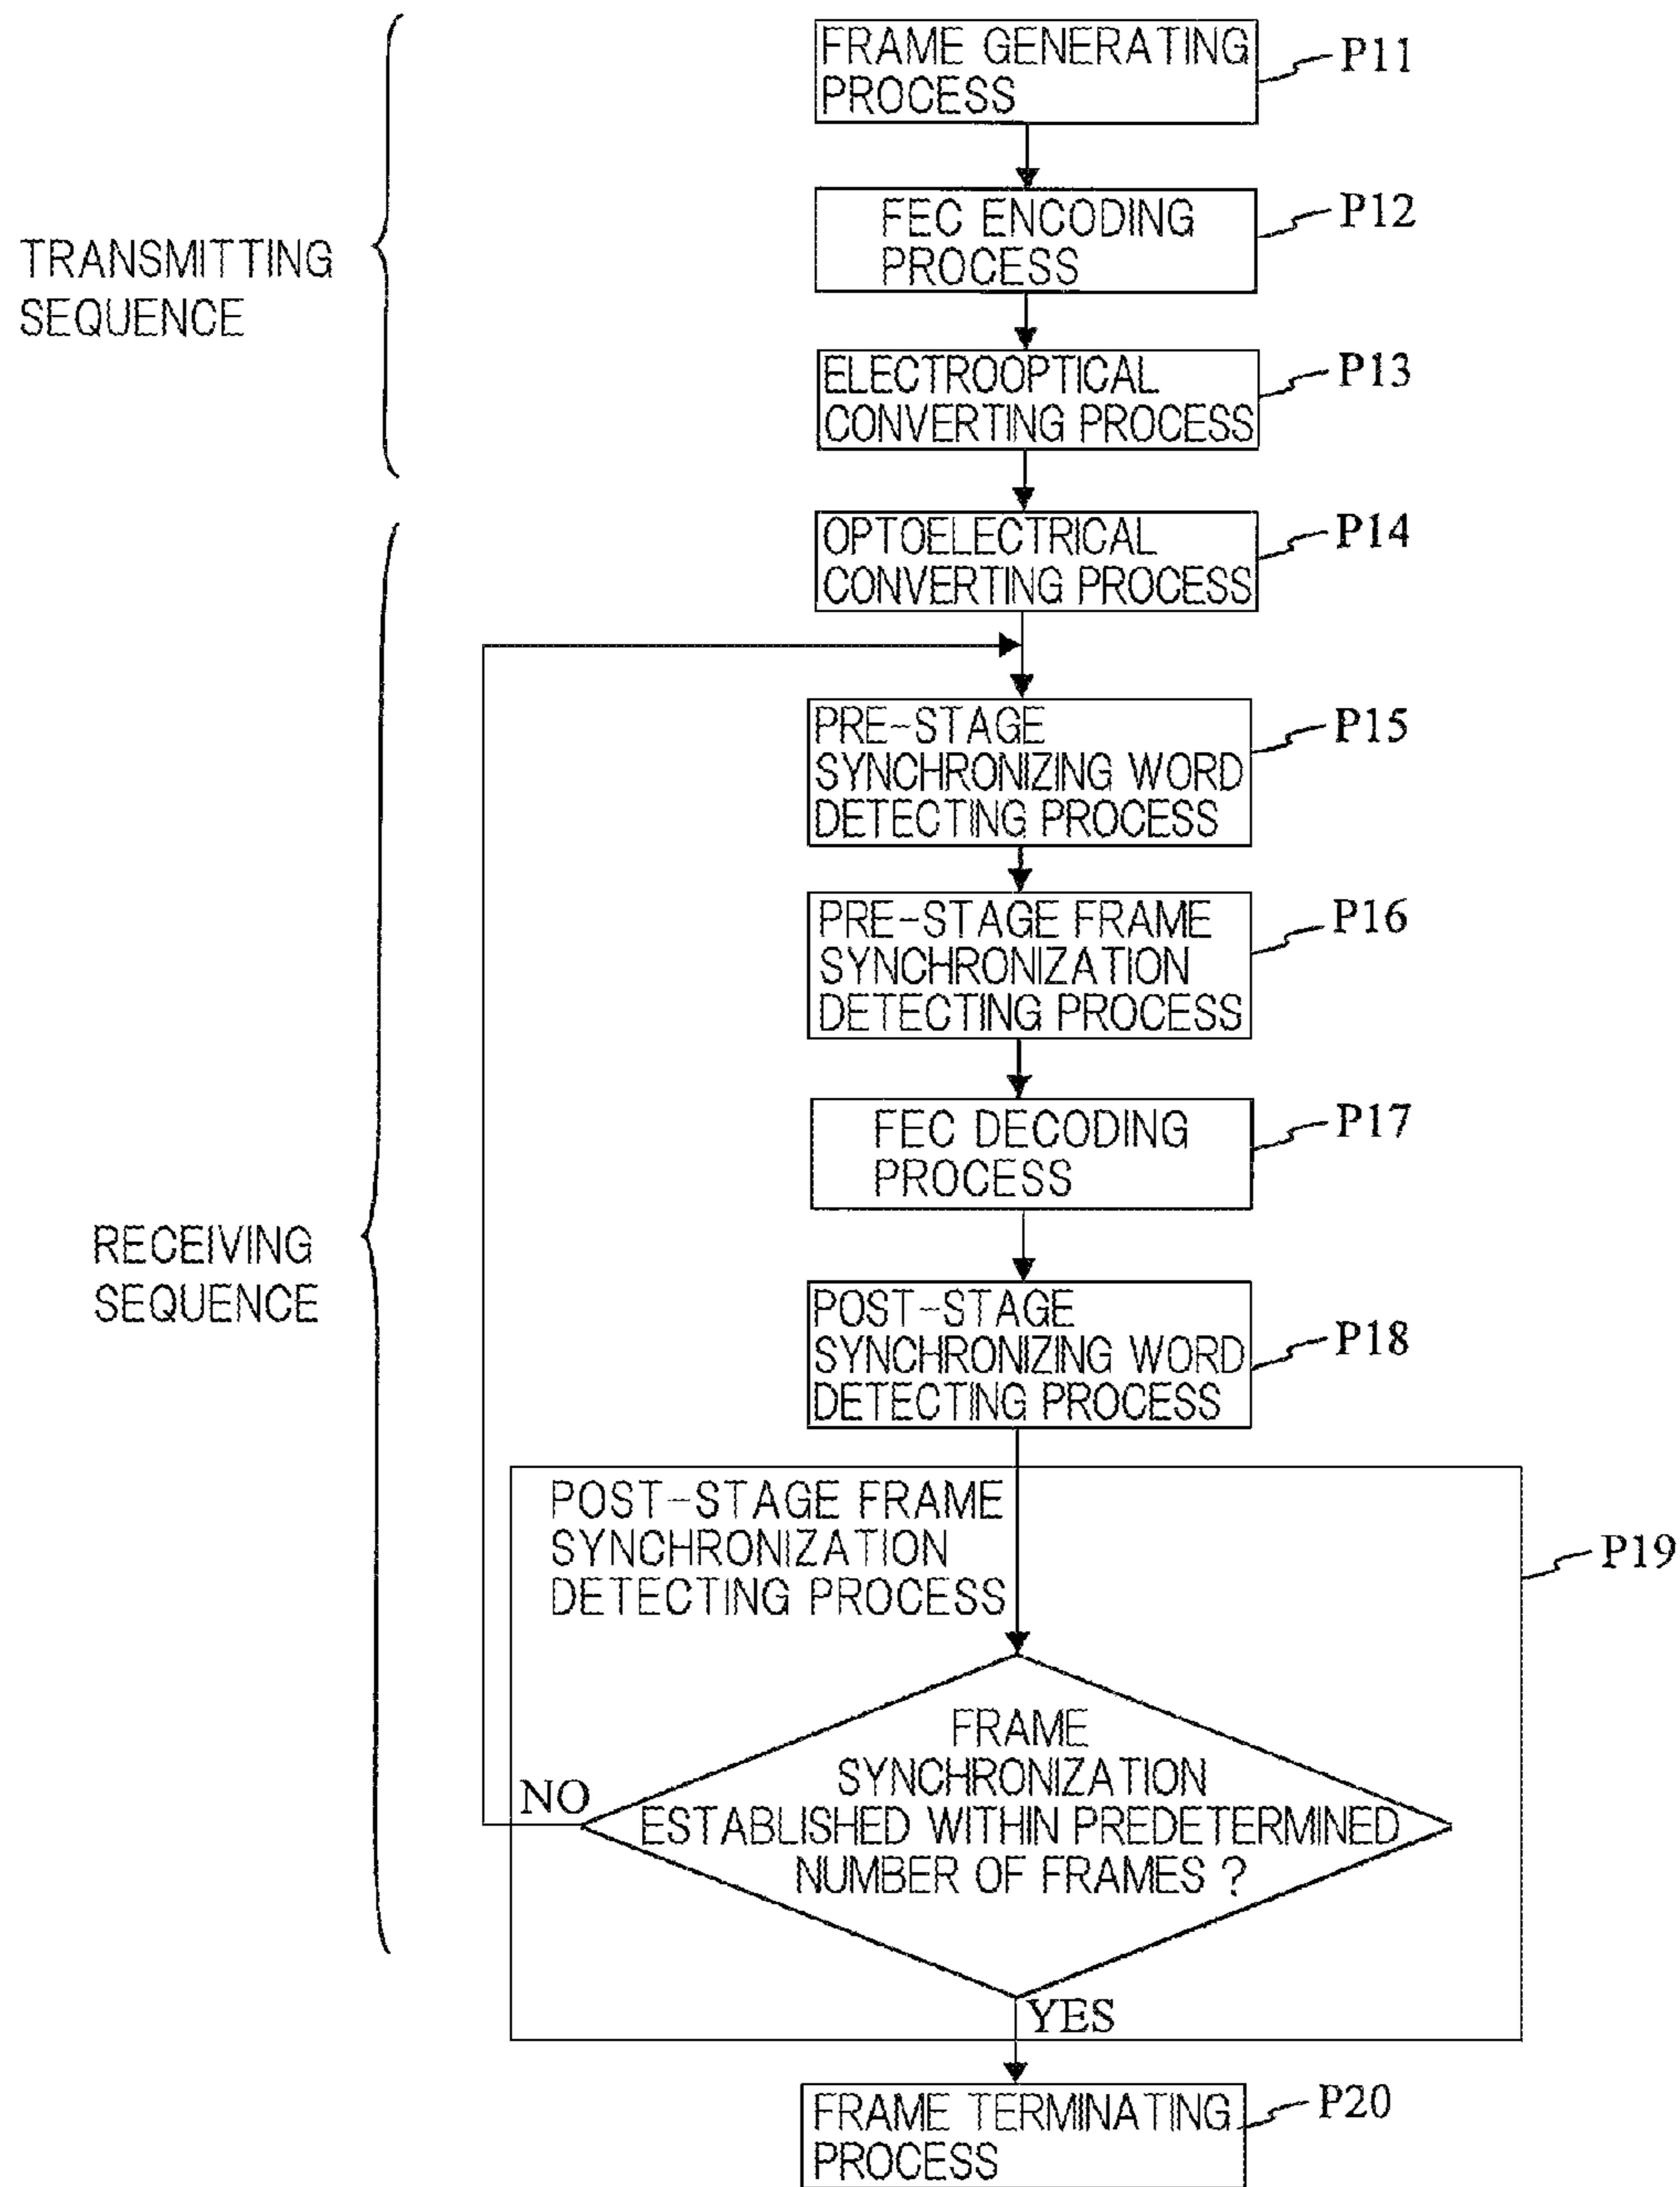 FRAME GENERATING
PROCESS
P11
FEC ENCODING
PROCESS
P12
TRANSMITTING
SEQUENCE
ELECTROOPTICAL
CONVERTING PROCESS
P13
OPTOELECTRICAL
CONVERTING PROCESS
P14
PRE-STAGE
SYNCHRONIZING WORD
DETECTING PROCESS
P15
PRE-STAGE FRAME
SYNCHRONIZATION
DETECTING PROCESS
P16
FEC DECODING
PROCESS
P17
RECEIVING
SEQUENCE
POST-STAGE
SYNCHRONIZING WORD
DETECTING PROCESS
P18
POST-STAGE FRAME
SYNCHRONIZATION
DETECTING PROCESS
P19
FRAME
SYNCHRONIZATION
ESTABLISHED WITHIN PREDETERMINED
NUMBER OF FRAMES ?
NO
YES
FRAME TERMINATING
PROCESS
P20